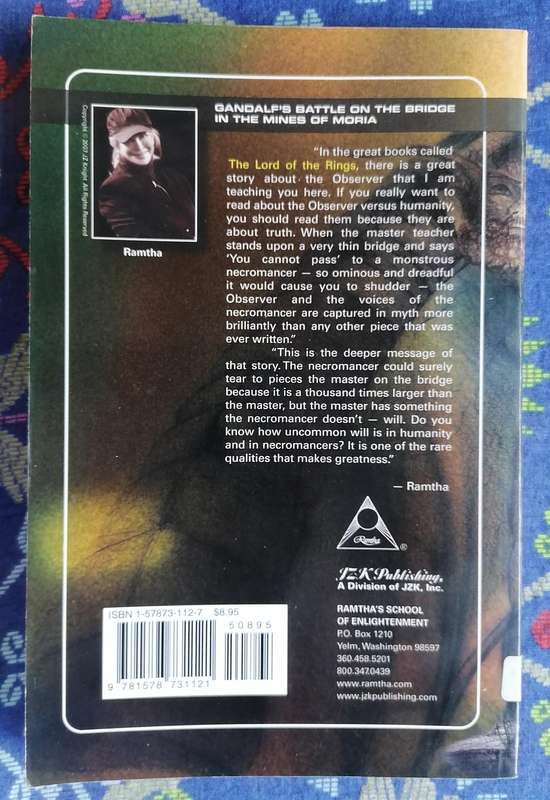 GANDALF'S BATTLE ON THE BRIDGE
IN THE MINES OF MORIA
Copyright © 2007 JZ Knight. All Rights Reserved
Ramtha
"In the great books called
The Lord of the Rings, there is a great
story about the Observer that I am
teaching you here. If you really want to
read about the Observer versus humanity,
you should read them because they are
about truth. When the master teacher
stands upon a very thin bridge and says
'You cannot pass' to a monstrous
necromancer — so ominous and dreadful
it would cause you to shudder — the
Observer and the voices of the
necromancer are captured in myth more
brilliantly than any other piece that was
ever written."
"This is the deeper message of
that story. The necromancer could surely
tear to pieces the master on the bridge
because it is a thousand times larger than
the master, but the master has something
the necromancer doesn't — will. Do you
know how uncommon will is in humanity
and in necromancers? It is one of the rare
qualities that makes greatness."
— Ramtha
Ramtha
®
JZK Publishing,
A Division of JZK, Inc.
ISBN 1-57873-112-7 $8.95
50895
9 781578 731121
RAMTHA'S SCHOOL
OF ENLIGHTENMENT
P.O. Box 1210
Yelm, Washington 98597
360.458.5201
800.347.0439
www.ramtha.com
www.jzkpublishing.com